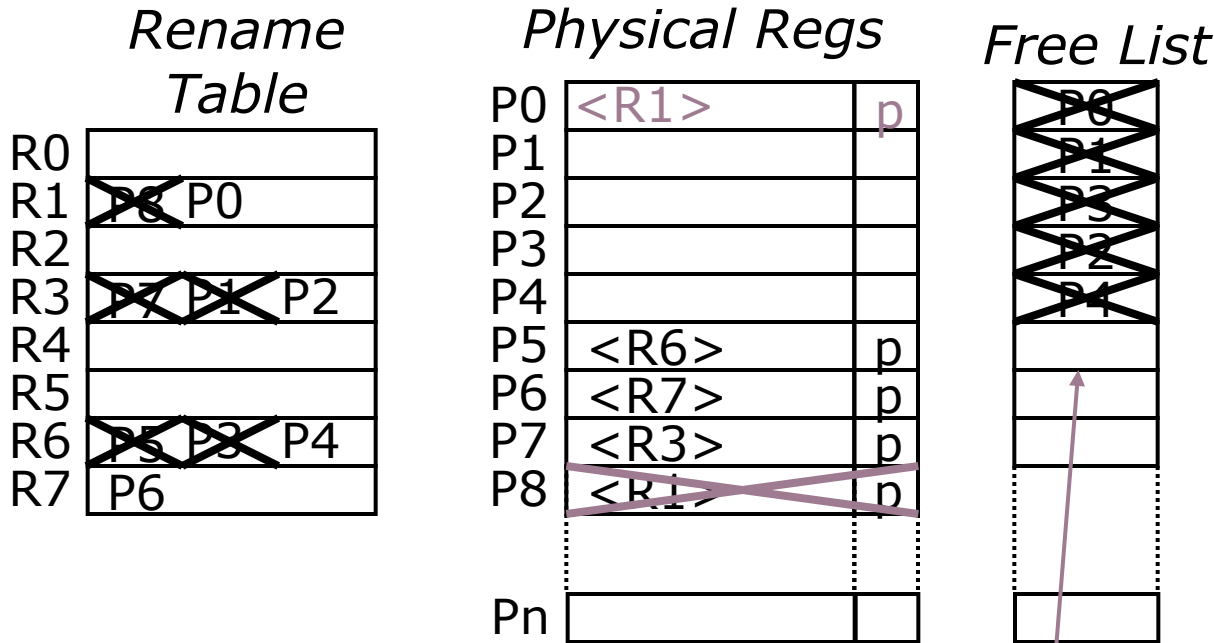 Rename
Table
R0
R1 P8 P0
R2
R3 P7 P1 P2
R4
R5
R6 P5 P3 P4
R7 P6
Physical Regs
P0 <R1> p
P1
P2
P3
P4
P5 <R6> p
P6 <R7> p
P7 <R3> p
P8 <R1> p
Pn
Free List
P0
P1
P3
P2
P4